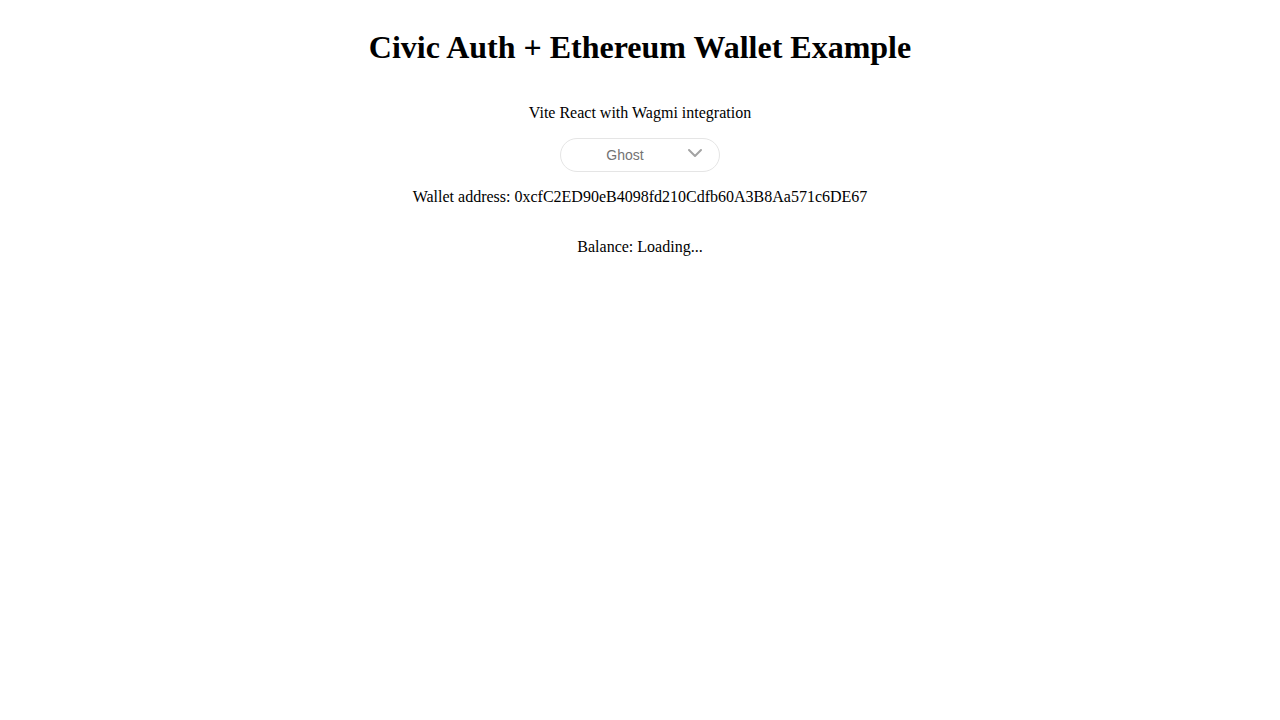 Civic Auth + Ethereum Wallet Example
Vite React with Wagmi integration
Ghost
Wallet address: 0xcfC2ED90eB4098fd210Cdfb60A3B8Aa571c6DE67
Balance: Loading...